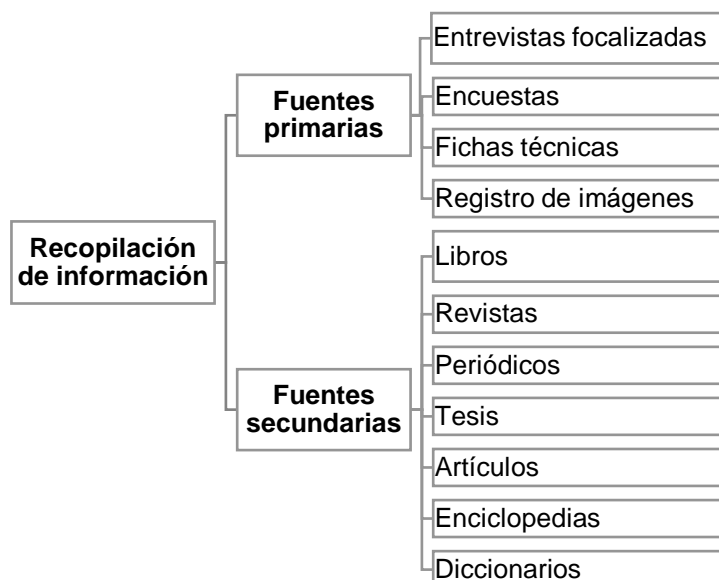 Recopilación
de información
Fuentes
primarias
Entrevistas focalizadas
Encuestas
Fichas técnicas
Registro de imágenes
Fuentes
secundarias
Libros
Revistas
Periódicos
Tesis
Artículos
Enciclopedias
Diccionarios